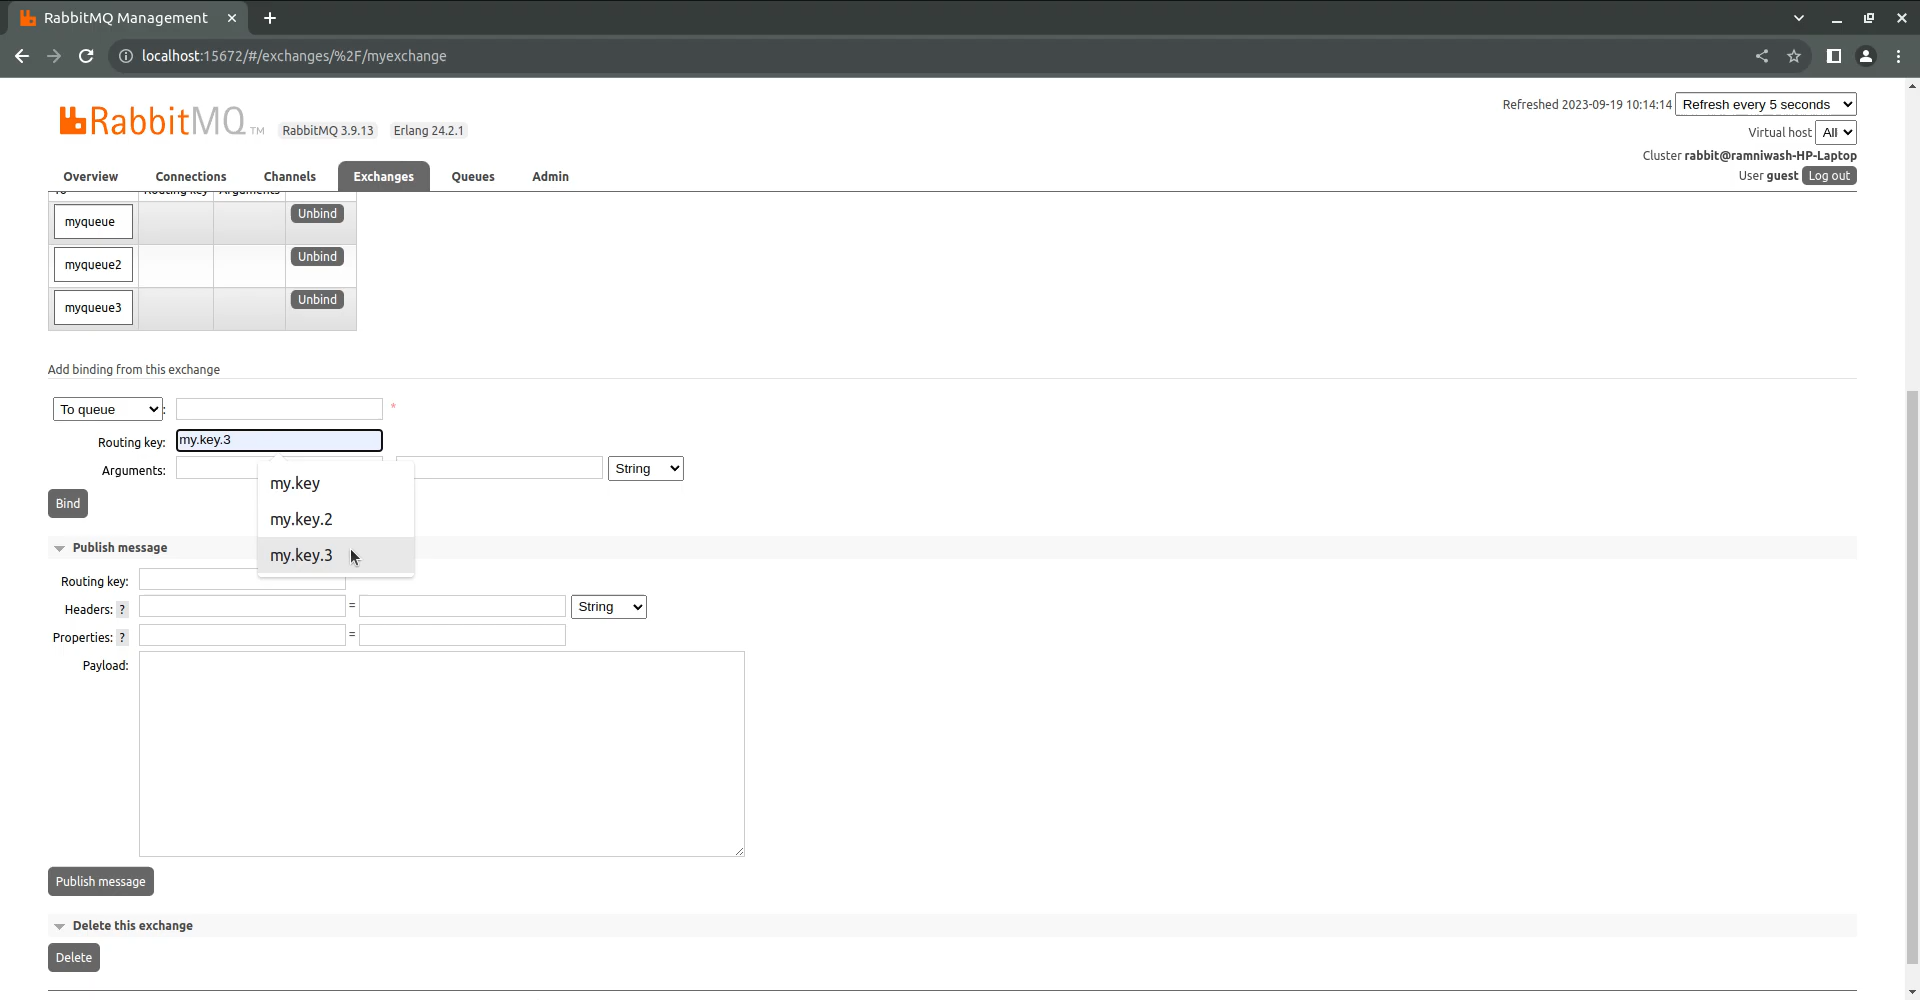 RabbitMQ Management
localhost:15672/#/exchanges/%2F/myexchange
RabbitMQ TM RabbitMQ 3.9.13 Erlang 24.2.1
Refreshed 2023-09-19 10:14:14 Refresh every 5 seconds
Virtual host All
Cluster rabbit@ramniwash-HP-Laptop
User guest Log out
Overview Connections Channels Exchanges Queues Admin
To Routing key Arguments
myqueue Unbind
myqueue2 Unbind
myqueue3 Unbind
Add binding from this exchange
To queue : *
Routing key: my.key.3
Arguments: String
my.key
my.key.2
my.key.3
Bind
Publish message
Routing key:
Headers: ? = String
Properties: ? =
Payload:
Publish message
Delete this exchange
Delete